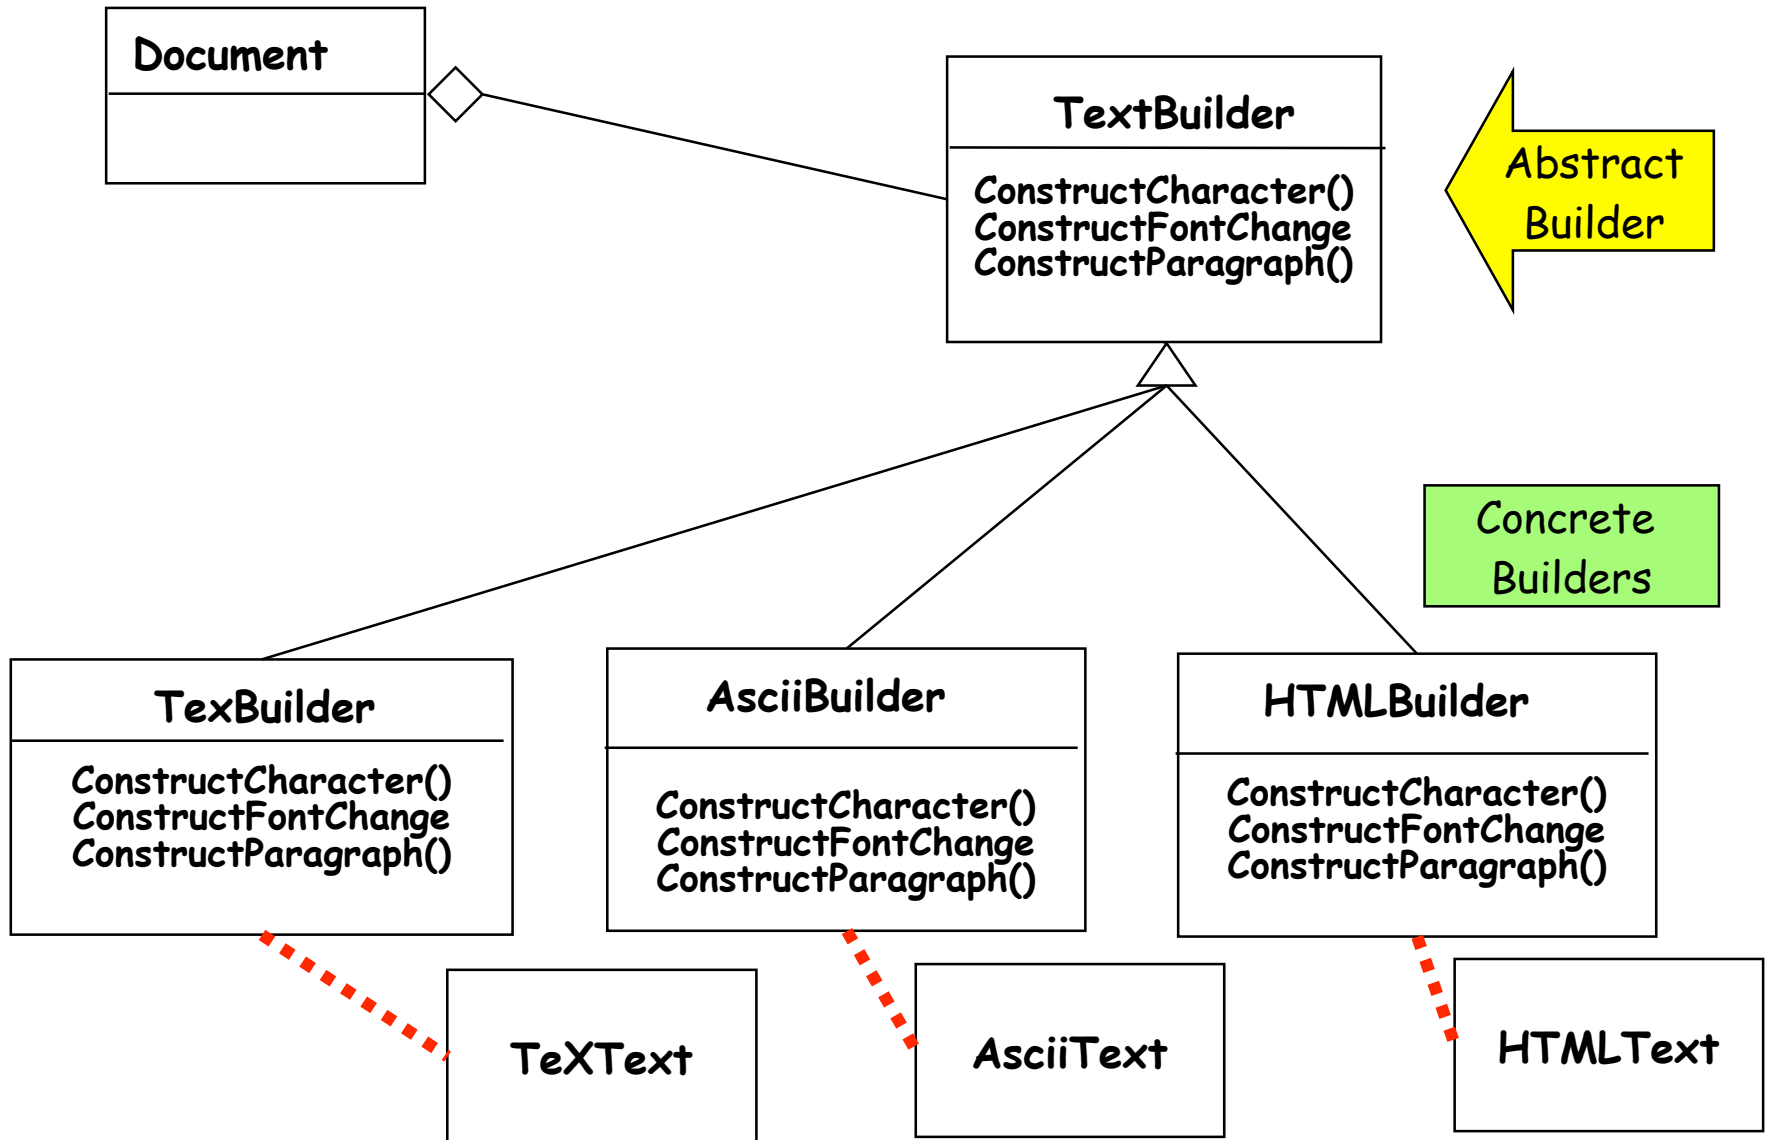 Document
TextBuilder
ConstructCharacter()
ConstructFontChange
ConstructParagraph()
Abstract
Builder
Concrete
Builders
TexBuilder
ConstructCharacter()
ConstructFontChange
ConstructParagraph()
AsciiBuilder
ConstructCharacter()
ConstructFontChange
ConstructParagraph()
HTMLBuilder
ConstructCharacter()
ConstructFontChange
ConstructParagraph()
TeXText
AsciiText
HTMLText